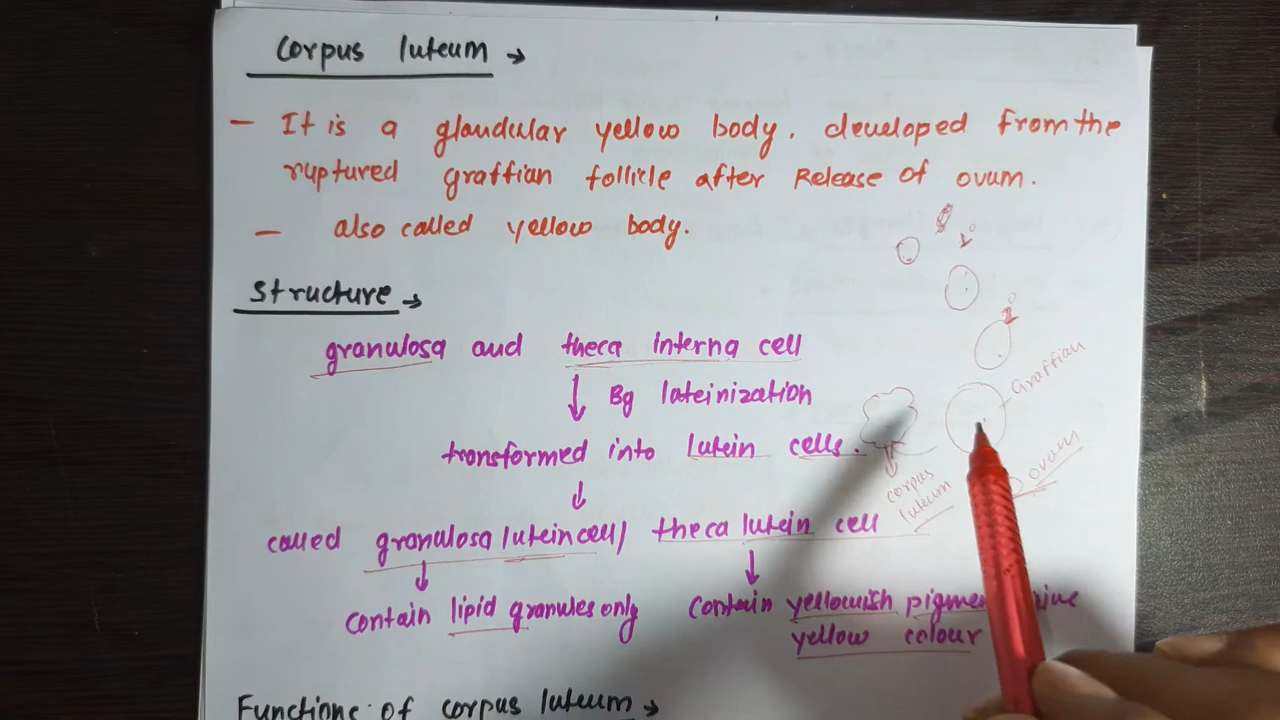 Corpus luteum →
– It is a glandular yellow body. developed from the
ruptured graffian follicle after Release of ovum.
– also called yellow body.
Structure →
granulosa and theca interna cell
↓ By lateinization
transformed into lutein cells.
↓
called granulosa lutein cell/ theca lutein cell
↓ ↓
contain lipid granules only contain yellowish pigmen
yellow colour
Graffian
ovum
corpus
luteum
Functions of corpus luteum →